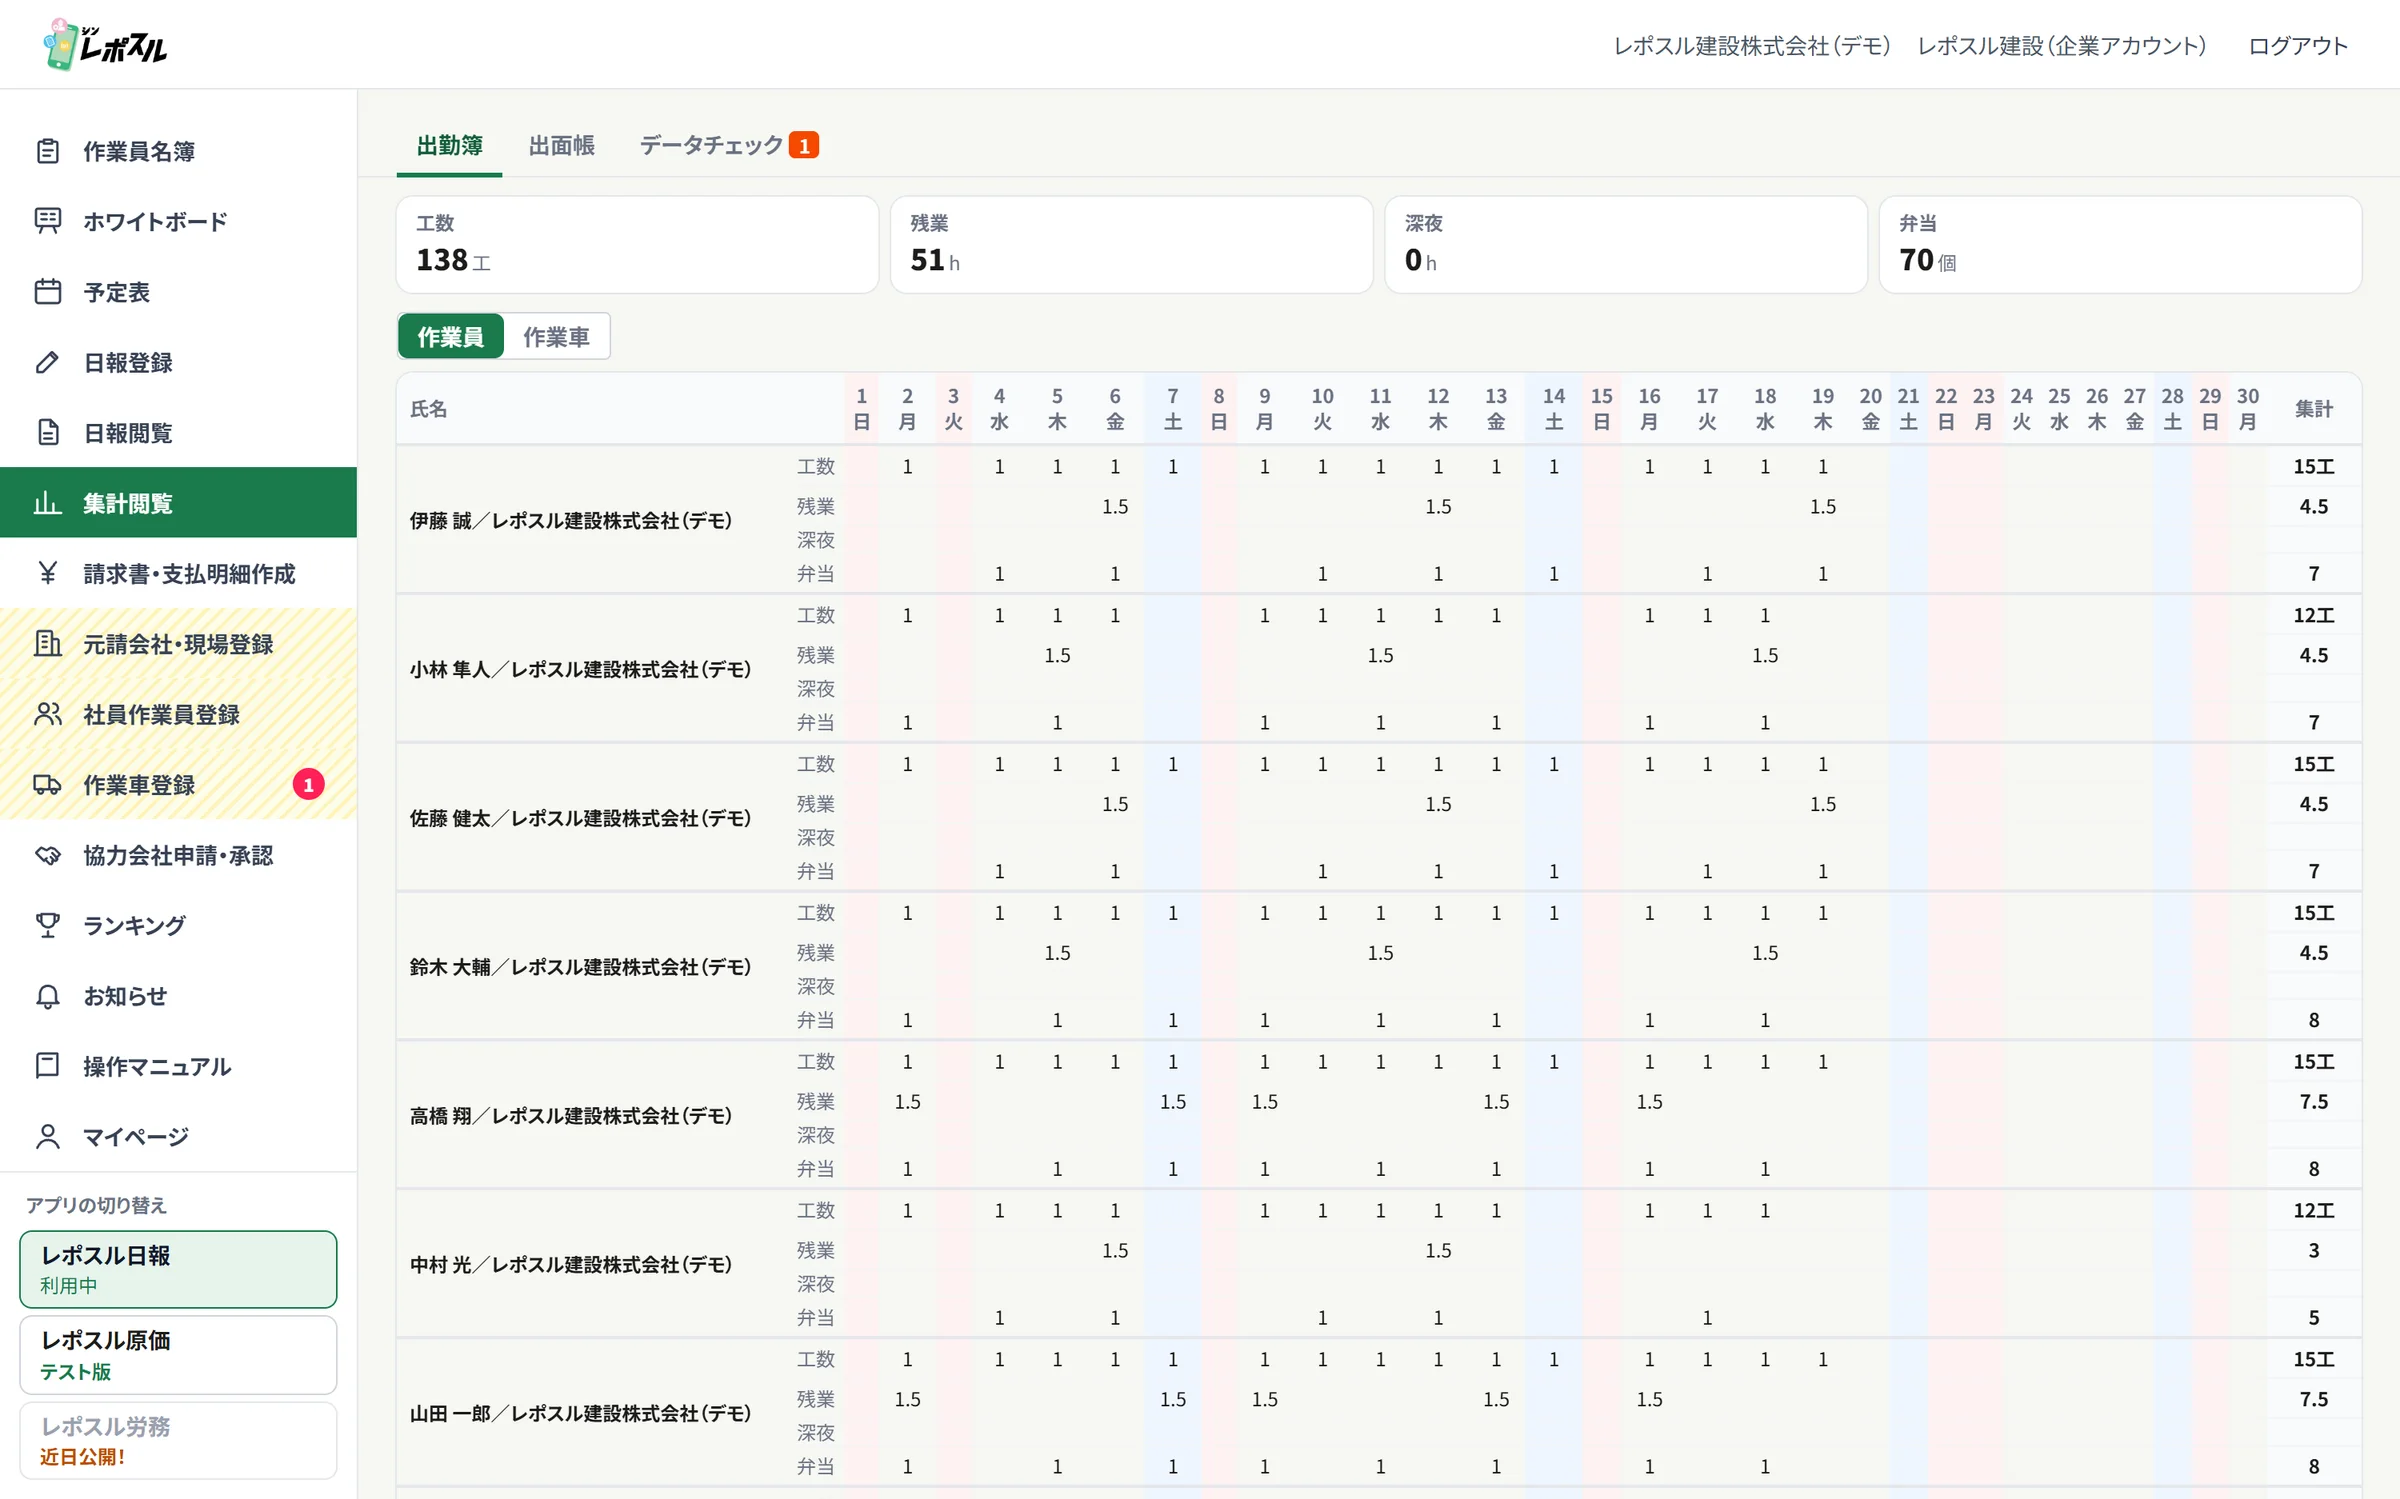 シン
レポスル
レポスル建設株式会社（デモ） レポスル建設（企業アカウント） ログアウト
作業員名簿
ホワイトボード
予定表
日報登録
日報閲覧
集計閲覧
請求書・支払明細作成
元請会社・現場登録
社員作業員登録
作業車登録 1
協力会社申請・承認
ランキング
お知らせ
操作マニュアル
マイページ
アプリの切り替え
レポスル日報
利用中
レポスル原価
テスト版
レポスル労務
近日公開！
出勤簿 出面帳 データチェック 1
工数
138 工
残業
51 h
深夜
0 h
弁当
70 個
作業員 作業車
氏名 1 2 3 4 5 6 7 8 9 10 11 12 13 14 15 16 17 18 19 20 21 22 23 24 25 26 27 28 29 30 集計
日 月 火 水 木 金 土 日 月 火 水 木 金 土 日 月 火 水 木 金 土 日 月 火 水 木 金 土 日 月
伊藤 誠／レポスル建設株式会社（デモ）
工数 1 1 1 1 1 1 1 1 1 1 1 1 1 1 1 15工
残業 1.5 1.5 1.5 4.5
深夜
弁当 1 1 1 1 1 1 1 7
小林 隼人／レポスル建設株式会社（デモ）
工数 1 1 1 1 1 1 1 1 1 1 1 1 12工
残業 1.5 1.5 1.5 4.5
深夜
弁当 1 1 1 1 1 1 1 7
佐藤 健太／レポスル建設株式会社（デモ）
工数 1 1 1 1 1 1 1 1 1 1 1 1 1 1 1 15工
残業 1.5 1.5 1.5 4.5
深夜
弁当 1 1 1 1 1 1 1 7
鈴木 大輔／レポスル建設株式会社（デモ）
工数 1 1 1 1 1 1 1 1 1 1 1 1 1 1 1 15工
残業 1.5 1.5 1.5 4.5
深夜
弁当 1 1 1 1 1 1 1 1 8
高橋 翔／レポスル建設株式会社（デモ）
工数 1 1 1 1 1 1 1 1 1 1 1 1 1 1 1 15工
残業 1.5 1.5 1.5 1.5 1.5 7.5
深夜
弁当 1 1 1 1 1 1 1 1 8
中村 光／レポスル建設株式会社（デモ）
工数 1 1 1 1 1 1 1 1 1 1 1 1 12工
残業 1.5 1.5 3
深夜
弁当 1 1 1 1 1 5
山田 一郎／レポスル建設株式会社（デモ）
工数 1 1 1 1 1 1 1 1 1 1 1 1 1 1 1 15工
残業 1.5 1.5 1.5 1.5 1.5 7.5
深夜
弁当 1 1 1 1 1 1 1 1 8